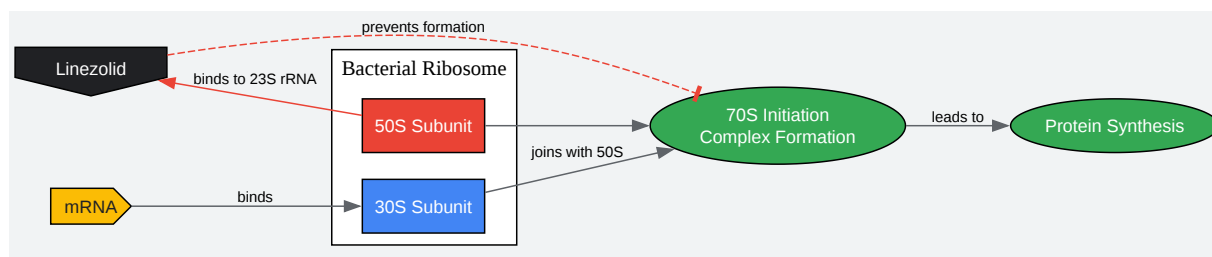 prevents formation
Linezolid
binds to 23S rRNA
Bacterial Ribosome
50S Subunit
70S Initiation
Complex Formation
leads to
Protein Synthesis
joins with 50S
mRNA
binds
30S Subunit